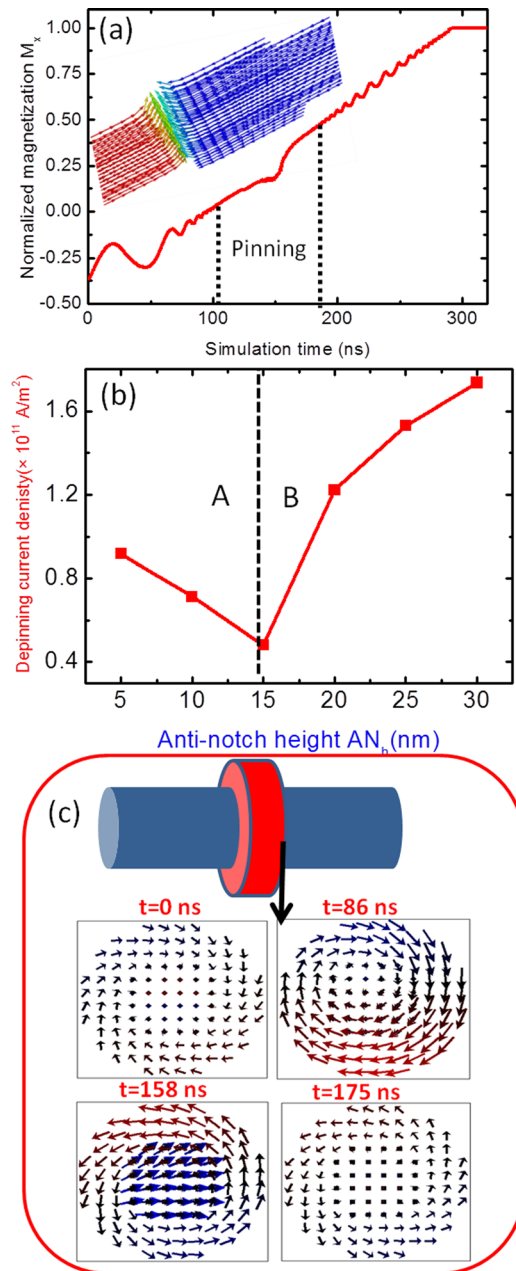 (a)
Normalized magnetization Mx
1.00
0.75
0.50
0.25
0.00
-0.25
-0.50
Pinning
0 100 200 300
Simulation time (ns)
(b)
Depinning current denisty(× 10¹¹ A/m²)
1.6
1.2
0.8
0.4
A B
5 10 15 20 25 30
Anti-notch height ANh(nm)
(c)
t=0 ns t=86 ns
t=158 ns t=175 ns